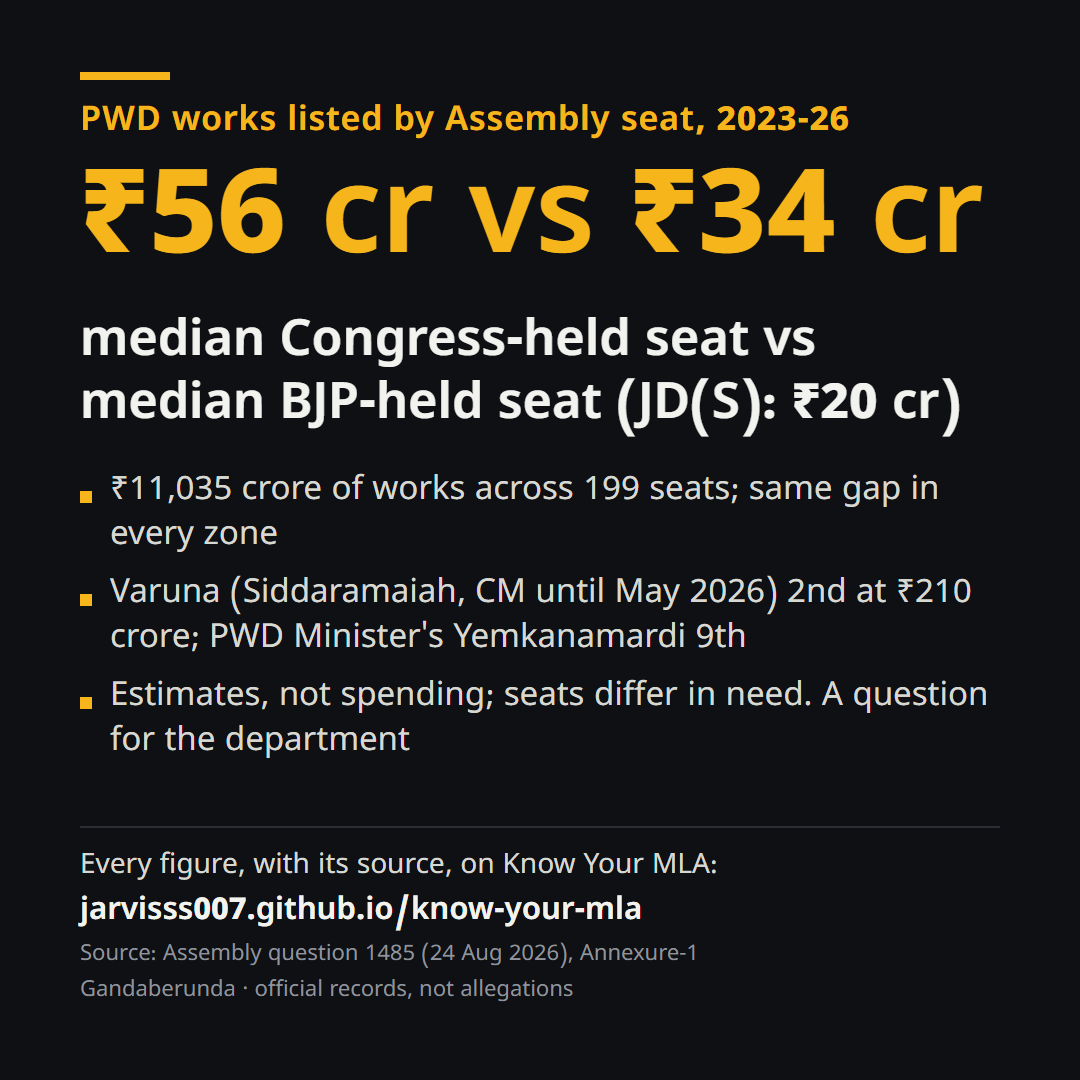 PWD works listed by Assembly seat, 2023-26
₹56 cr vs ₹34 cr
median Congress-held seat vs
median BJP-held seat (JD(S): ₹20 cr)
₹11,035 crore of works across 199 seats; same gap in
every zone
Varuna (Siddaramaiah, CM until May 2026) 2nd at ₹210
crore; PWD Minister's Yemkanamardi 9th
Estimates, not spending; seats differ in need. A question
for the department
Every figure, with its source, on Know Your MLA:
jarvisss007.github.io/know-your-mla
Source: Assembly question 1485 (24 Aug 2026), Annexure-1
Gandaberunda · official records, not allegations